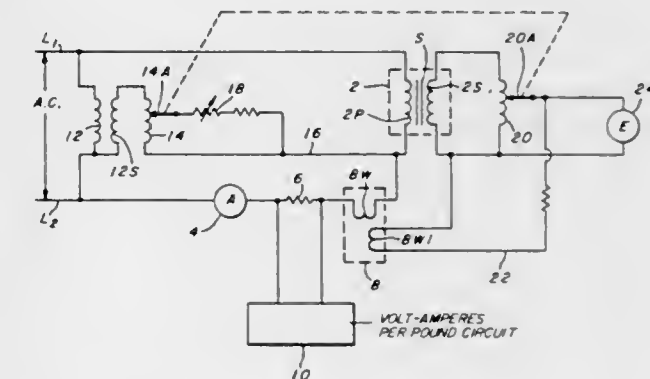 L1
S
20A
14A
18
2
2S.
24
A.C.
2P
E
12
12S
14
20
16
6
8W
L2
A
4
8W1
22
8
VOLT-AMPERES
PER POUND CIRCUIT
10